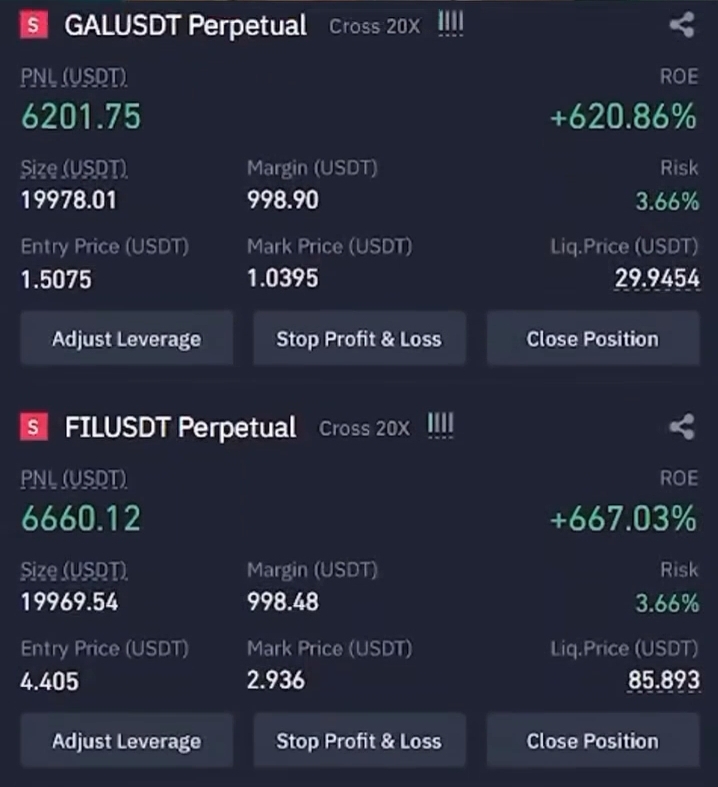 S GALUSDT Perpetual Cross 20X
PNL (USDT) ROE
6201.75 +620.86%
Size (USDT) Margin (USDT) Risk
19978.01 998.90 3.66%
Entry Price (USDT) Mark Price (USDT) Liq.Price (USDT)
1.5075 1.0395 29.9454
Adjust Leverage Stop Profit & Loss Close Position
S FILUSDT Perpetual Cross 20X
PNL (USDT) ROE
6660.12 +667.03%
Size (USDT) Margin (USDT) Risk
19969.54 998.48 3.66%
Entry Price (USDT) Mark Price (USDT) Liq.Price (USDT)
4.405 2.936 85.893
Adjust Leverage Stop Profit & Loss Close Position